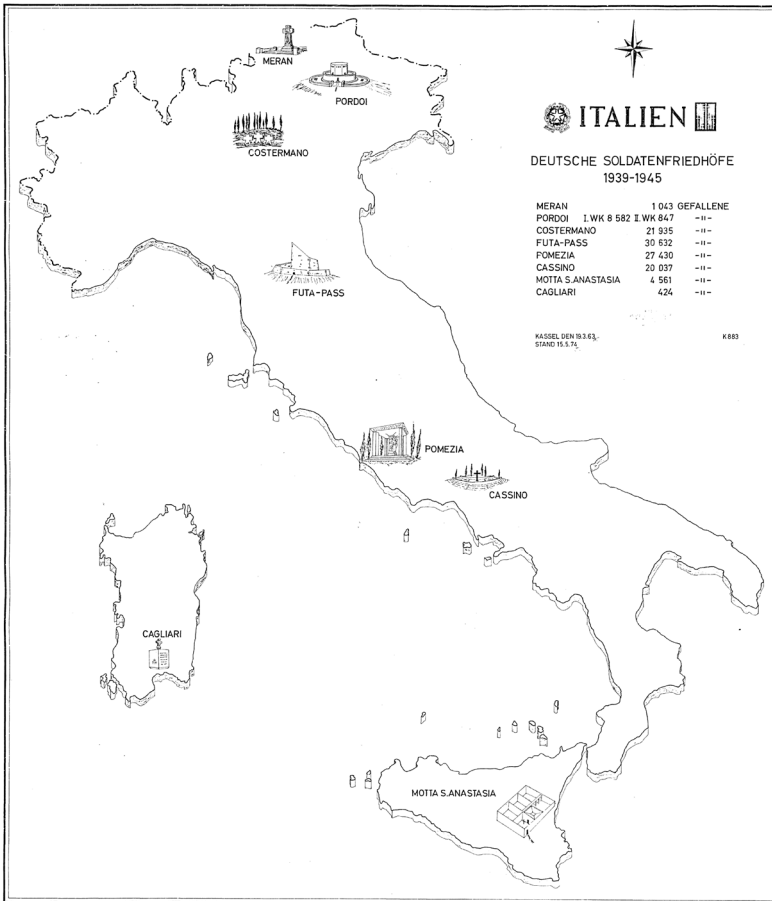 ITALIEN
DEUTSCHE SOLDATENFRIEDHÖFE
1939-1945
MERAN 1 043 GEFALLENE
PORDOI I.WK 8 582 II.WK 847 -"-
COSTERMANO 21 935 -"-
FUTA-PASS 30 632 -"-
POMEZIA 27 430 -"-
CASSINO 20 037 -"-
MOTTA S.ANASTASIA 4 561 -"-
CAGLIARI 424 -"-
KASSEL DEN 19.3.63. K 883
STAND 15.5.74
MERAN
PORDOI
COSTERMANO
FUTA-PASS
POMEZIA
CASSINO
CAGLIARI
MOTTA S.ANASTASIA